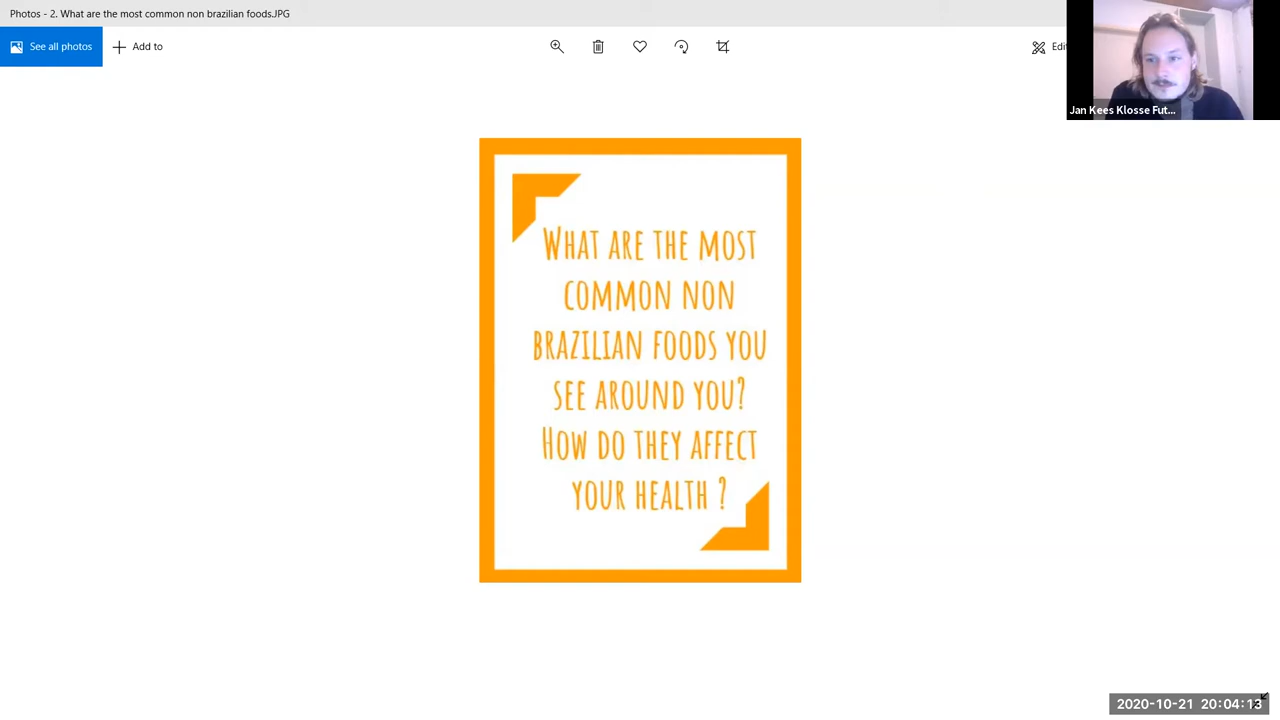 Photos - 2. What are the most common non brazilian foods.JPG
See all photos
Add to
Jan Kees Klosse Fut...
What are the most
common non
brazilian foods you
see around you?
How do they affect
your health ?
2020-10-21 20:04:13